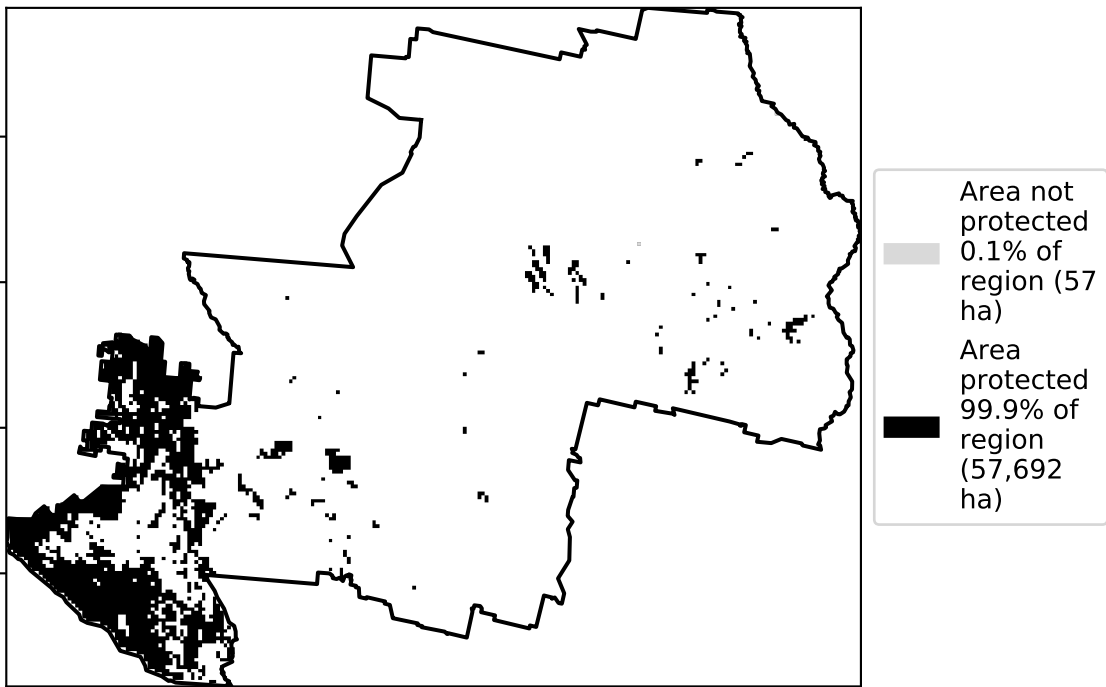 Area not
protected
0.1% of
region (57
ha)
Area
protected
99.9% of
region
(57,692
ha)